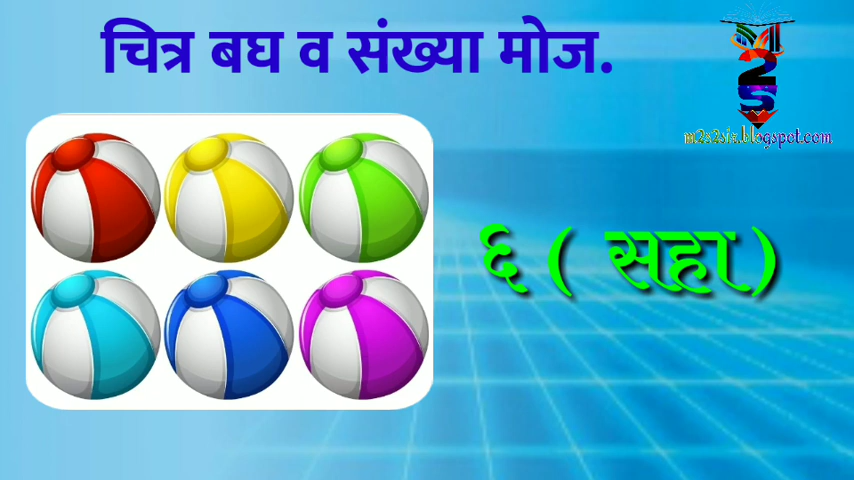 चित्र बघ व संख्या मोज.
m2s2sir.blogspot.com
६ ( सहा )